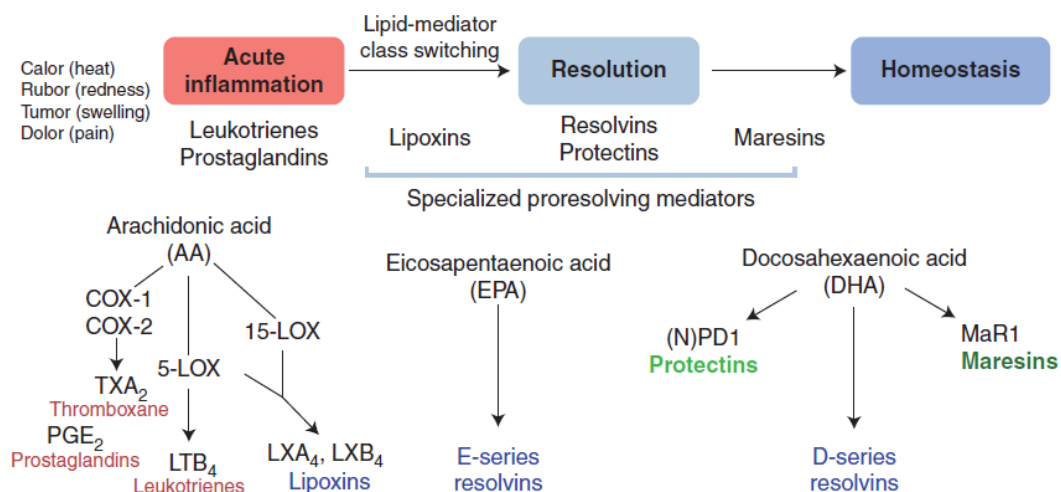 Lipid-mediator
class switching
Calor (heat)
Rubor (redness)
Tumor (swelling)
Dolor (pain)
Acute
inflammation
Resolution
Homeostasis
Leukotrienes
Prostaglandins
Lipoxins
Resolvins
Protectins
Maresins
Specialized proresolving mediators
Arachidonic acid
(AA)
COX-1
COX-2
15-LOX
5-LOX
TXA2
Thromboxane
PGE2
Prostaglandins
LTB4
Leukotrienes
LXA4, LXB4
Lipoxins
Eicosapentaenoic acid
(EPA)
E-series
resolvins
Docosahexaenoic acid
(DHA)
(N)PD1
Protectins
MaR1
Maresins
D-series
resolvins